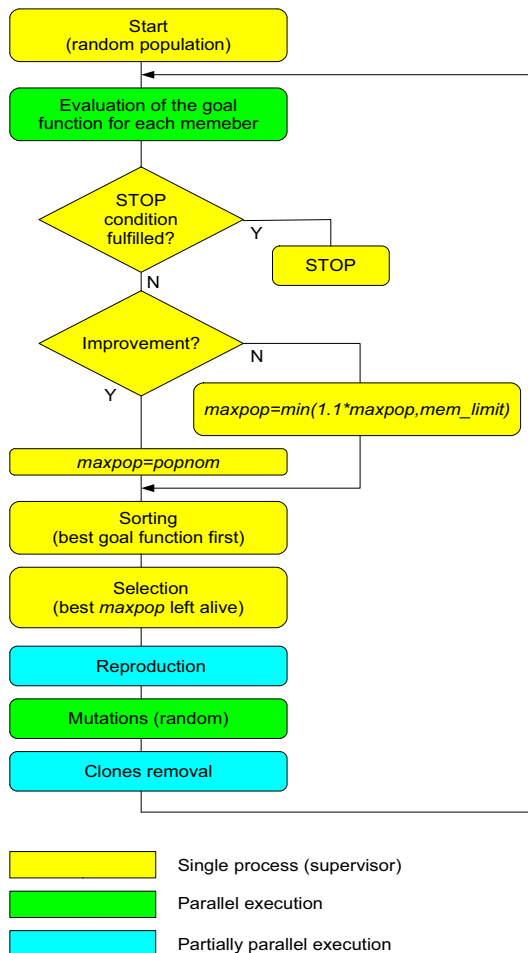 Start
(random population)
Evaluation of the goal
function for each memeber
STOP
condition
fulfilled?
Y
STOP
N
Improvement?
N
Y
maxpop=min(1.1*maxpop,mem_limit)
maxpop=popnom
Sorting
(best goal function first)
Selection
(best maxpop left alive)
Reproduction
Mutations (random)
Clones removal
Single process (supervisor)
Parallel execution
Partially parallel execution